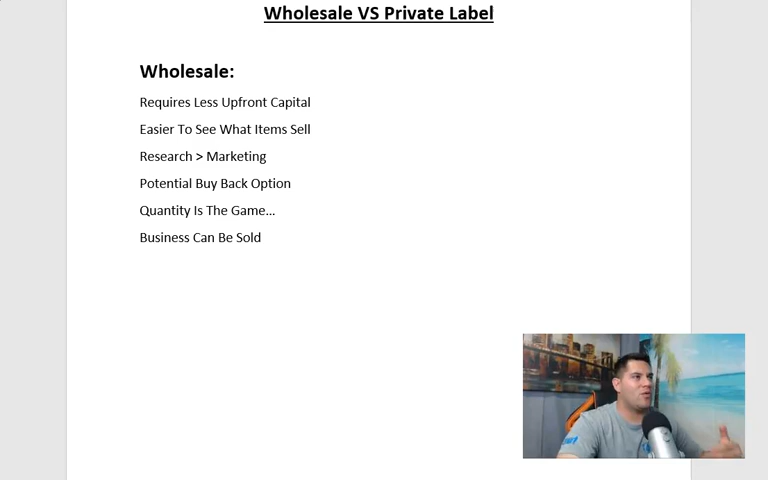 Wholesale VS Private Label
Wholesale:
Requires Less Upfront Capital
Easier To See What Items Sell
Research > Marketing
Potential Buy Back Option
Quantity Is The Game...
Business Can Be Sold